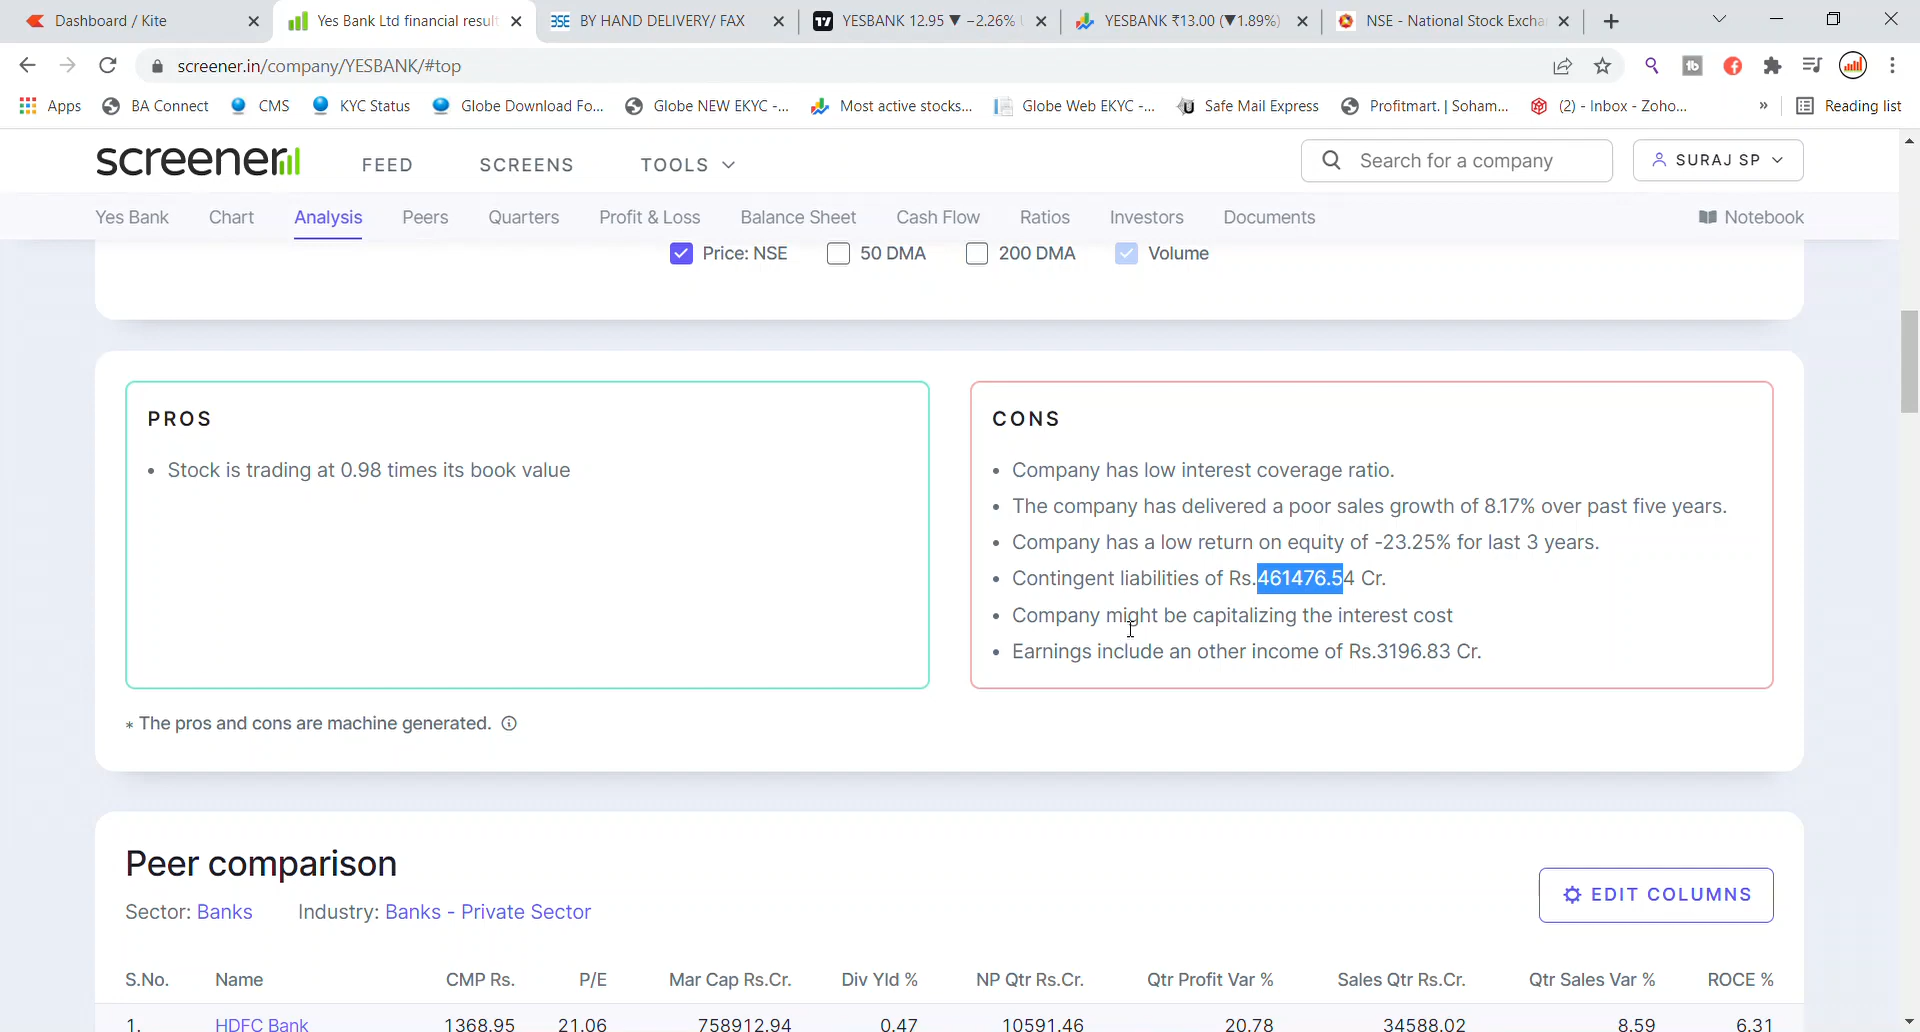 Dashboard / Kite
Yes Bank Ltd financial result
BSE BY HAND DELIVERY/ FAX
YESBANK 12.95 ▼ −2.26%
YESBANK ₹13.00 (▼1.89%)
NSE - National Stock Excha
screener.in/company/YESBANK/#top
Apps
BA Connect
CMS
KYC Status
Globe Download Fo...
Globe NEW EKYC -...
Most active stocks...
Globe Web EKYC -...
Safe Mail Express
Profitmart. | Soham...
(2) - Inbox - Zoho...
»
Reading list
screener
FEED
SCREENS
TOOLS
Search for a company
SURAJ SP
Yes Bank
Chart
Analysis
Peers
Quarters
Profit & Loss
Balance Sheet
Cash Flow
Ratios
Investors
Documents
Notebook
Price: NSE
50 DMA
200 DMA
Volume
PROS
• Stock is trading at 0.98 times its book value
CONS
• Company has low interest coverage ratio.
• The company has delivered a poor sales growth of 8.17% over past five years.
• Company has a low return on equity of -23.25% for last 3 years.
• Contingent liabilities of Rs.461476.54 Cr.
• Company might be capitalizing the interest cost
• Earnings include an other income of Rs.3196.83 Cr.
* The pros and cons are machine generated.
Peer comparison
Sector: Banks Industry: Banks - Private Sector
EDIT COLUMNS
S.No. Name CMP Rs. P/E Mar Cap Rs.Cr. Div Yld % NP Qtr Rs.Cr. Qtr Profit Var % Sales Qtr Rs.Cr. Qtr Sales Var % ROCE %
1. HDFC Bank 1368.95 21.06 758912.94 0.47 10591.46 20.78 34588.02 8.59 6.31